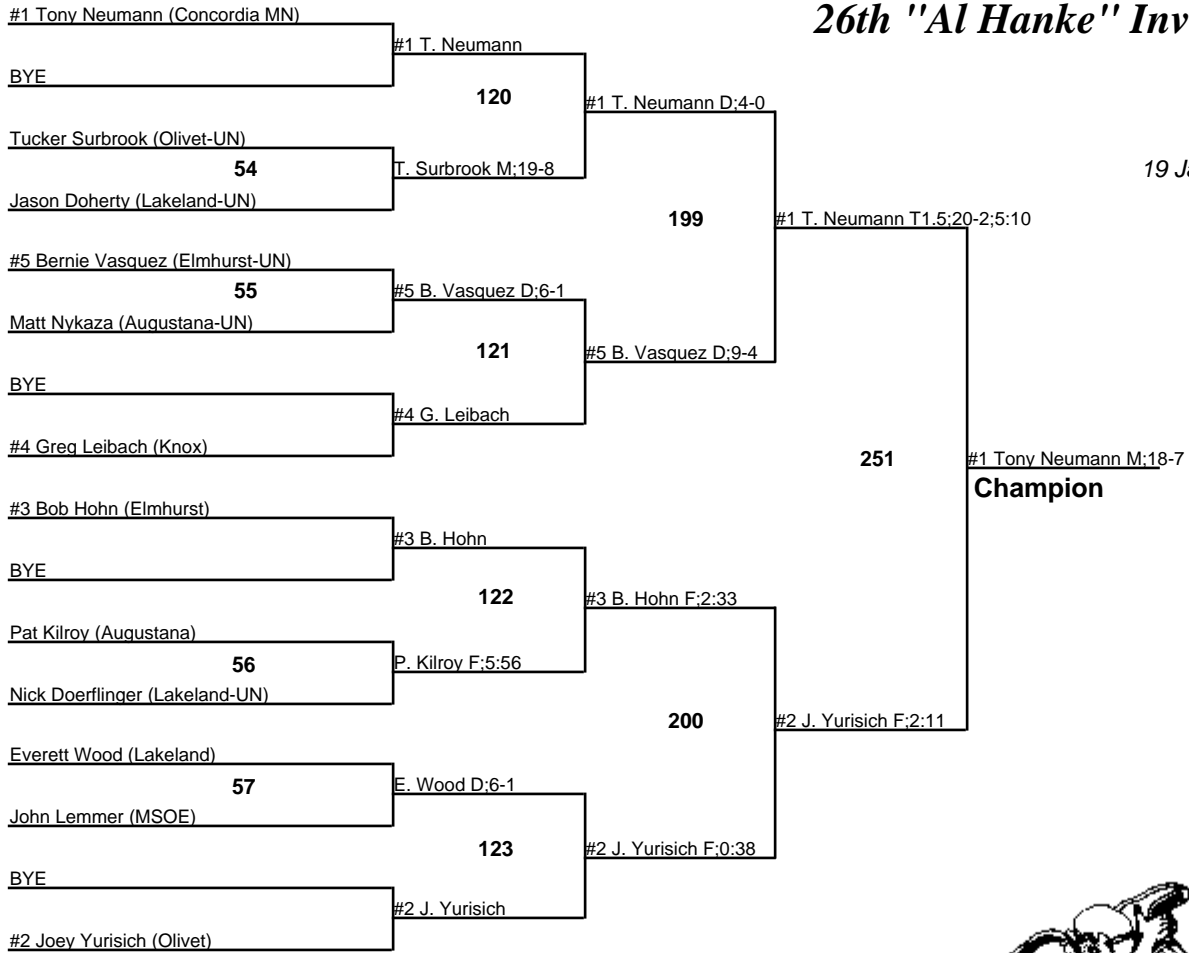 26th "Al Hanke" Inv
19 Ja
#1 Tony Neumann (Concordia MN)
#1 T. Neumann
BYE
120
#1 T. Neumann D;4-0
Tucker Surbrook (Olivet-UN)
54
T. Surbrook M;19-8
Jason Doherty (Lakeland-UN)
199
#1 T. Neumann T1.5;20-2;5:10
#5 Bernie Vasquez (Elmhurst-UN)
55
#5 B. Vasquez D;6-1
Matt Nykaza (Augustana-UN)
121
#5 B. Vasquez D;9-4
BYE
#4 G. Leibach
#4 Greg Leibach (Knox)
251
#1 Tony Neumann M;18-7
Champion
#3 Bob Hohn (Elmhurst)
#3 B. Hohn
BYE
122
#3 B. Hohn F;2:33
Pat Kilroy (Augustana)
56
P. Kilroy F;5:56
Nick Doerflinger (Lakeland-UN)
200
#2 J. Yurisich F;2:11
Everett Wood (Lakeland)
57
E. Wood D;6-1
John Lemmer (MSOE)
123
#2 J. Yurisich F;0:38
BYE
#2 J. Yurisich
#2 Joey Yurisich (Olivet)